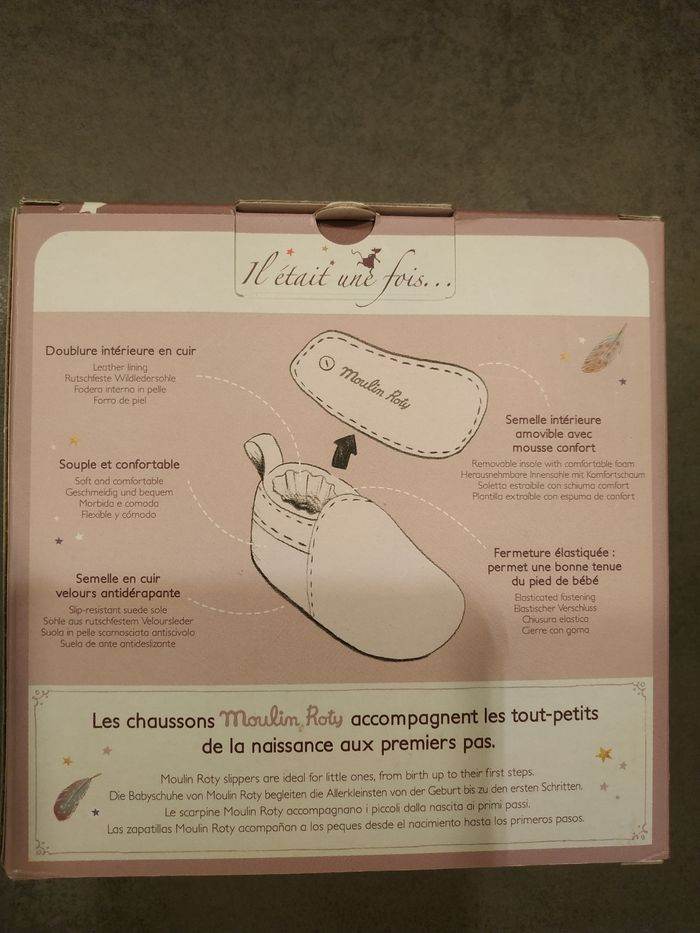 Il était une fois...
Doublure intérieure en cuir
Leather lining
Rutschfeste Wildledersohle
Fodera interno in pelle
Forro de piel
Moulin Roty
Semelle intérieure
amovible avec
mousse confort
Removable insole with comfortable foam
Herausnehmbare Innensohle mit Komfortschaum
Soletta estraibile con schiuma comfort
Plantilla extraíble con espuma de confort
Souple et confortable
Soft and comfortable
Geschmeidig und bequem
Morbida e comoda
Flexible y cómodo
Fermeture élastiquée :
permet une bonne tenue
du pied de bébé
Elasticated fastening
Elastischer Verschluss
Chiusura elastica
Cierre con goma
Semelle en cuir
velours antidérapante
Slip-resistant suede sole
Sohle aus rutschfestem Veloursleder
Suola in pelle scamosciata antiscivolo
Suela de ante antideslizante
Les chaussons Moulin Roty accompagnent les tout-petits
de la naissance aux premiers pas.
Moulin Roty slippers are ideal for little ones, from birth up to their first steps.
Die Babyschuhe von Moulin Roty begleiten die Allerkleinsten von der Geburt bis zu den ersten Schritten.
Le scarpine Moulin Roty accompagnano i piccoli dalla nascita ai primi passi.
Las zapatillas Moulin Roty acompañan a los peques desde el nacimiento hasta los primeros pasos.